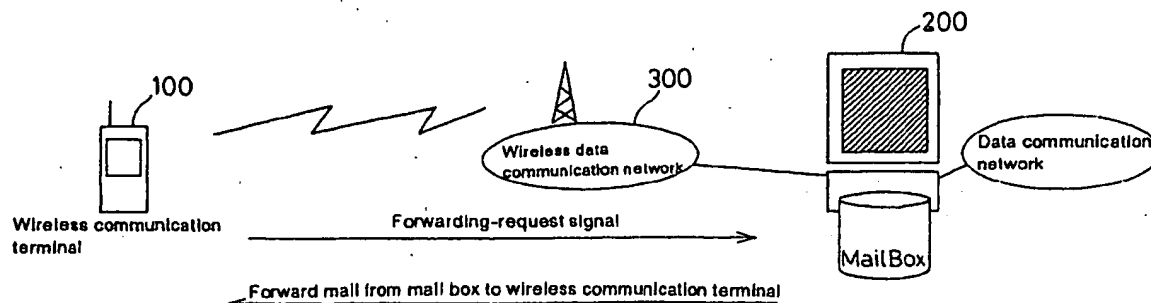 200
100
300
Wireless data
communication network
Data communication
network
Wireless communication
terminal
Forwarding-request signal
MailBox
Forward mail from mail box to wireless communication terminal